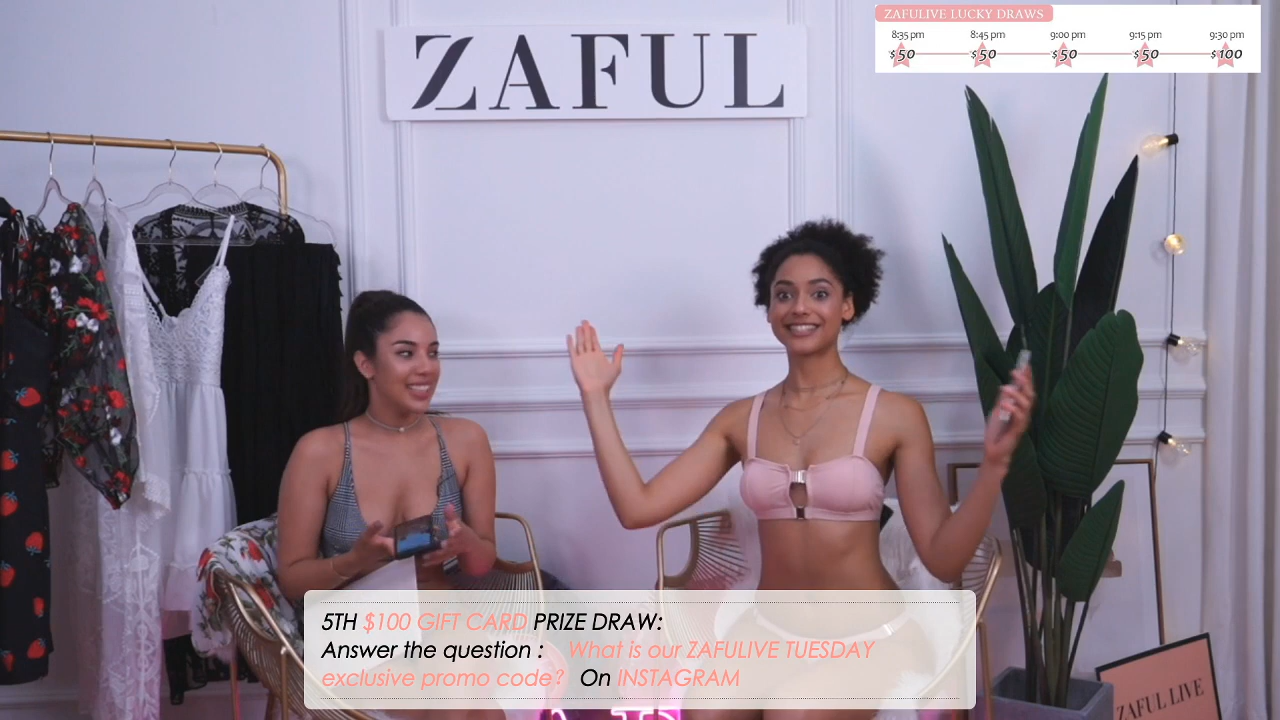 ZAFULIVE LUCKY DRAWS
8:35 pm 8:45 pm 9:00 pm 9:15 pm 9:30 pm
$50 $50 $50 $50 $100
ZAFUL
5TH $100 GIFT CARD PRIZE DRAW:
Answer the question : What is our ZAFULIVE TUESDAY
exclusive promo code? On INSTAGRAM
ZAFUL LIVE